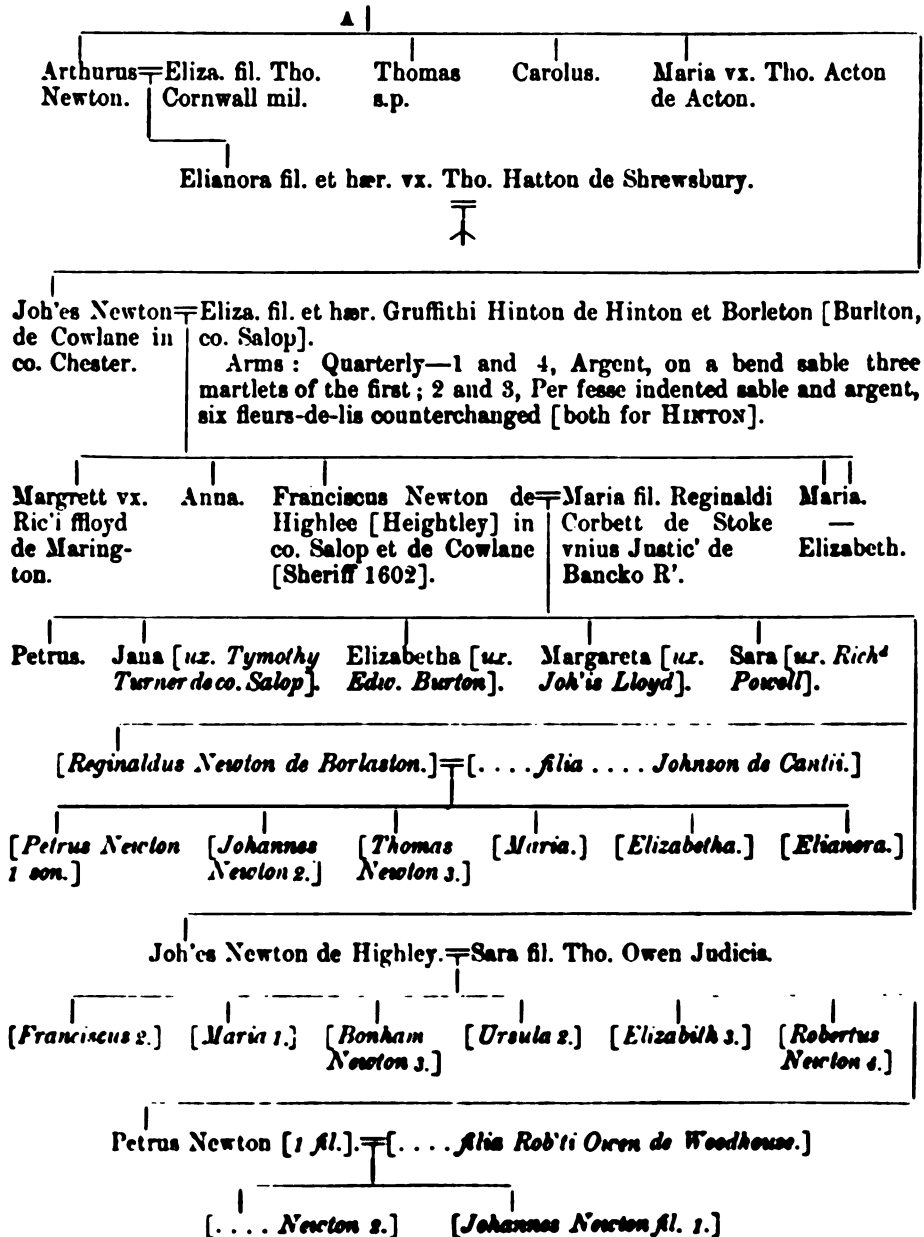 A
Arthurus Eliza. fil. Tho. Thomas Carolus. Maria vx. Tho. Acton
Newton. Cornwall mil. s.p. de Acton.
Elianora fil. et hær. vx. Tho. Hatton de Shrewsbury.
Joh'es Newton Eliza. fil. et hær. Gruffithi Hinton de Hinton et Borleton [Burlton,
de Cowlane in co. Salop].
co. Chester. Arms : Quarterly—1 and 4, Argent, on a bend sable three
martlets of the first ; 2 and 3, Per fesse indented sable and argent,
six fleurs-de-lis counterchanged [both for HINTON].
Margrett vx. Anna. Franciscus Newton de Maria fil. Reginaldi Maria.
Ric'i ffloyd Highlee [Heightley] in Corbett de Stoke —
de Maring- co. Salop et de Cowlane vnius Justic' de Elizabeth.
ton. [Sheriff 1602]. Bancko R'.
Petrus. Jana [ux. Tymothy Elizabetha [ux. Margareta [ux. Sara [ux. Richd
Turner de co. Salop]. Edw. Burton]. Joh'is Lloyd]. Powell].
[Reginaldus Newton de Borlaston.] [. . . . filia . . . . Johnson de Cantii.]
[Petrus Newton [Johannes [Thomas [Maria.] [Elizabetha.] [Elianora.]
1 son.] Newton 2.] Newton 3.]
Joh'es Newton de Highley. Sara fil. Tho. Owen Judicis.
[Franciscus 2.] [Maria 1.] [Bonham [Ursula 2.] [Elizabith 3.] [Robertus
Newton 3.] Newton 4.]
Petrus Newton [1 fil.]. [. . . . filia Rob'ti Owen de Woodhouse.]
[. . . . Newton 2.] [Johannes Newton fil. 1.]